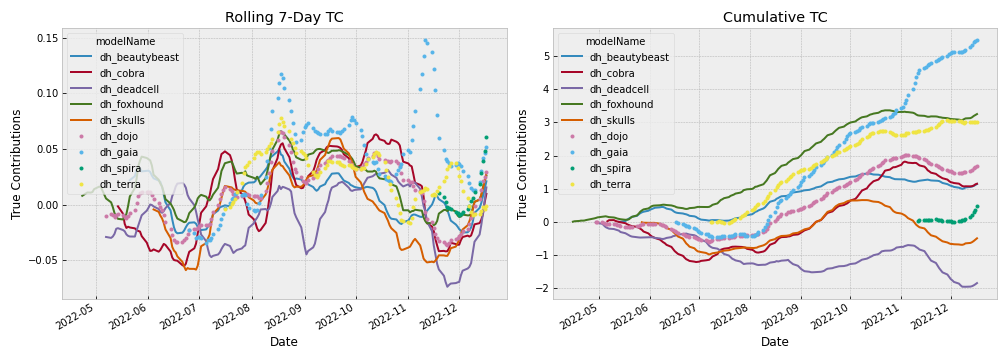 Rolling 7-Day TC
True Contributions
0.15
0.10
0.05
0.00
−0.05
modelName
dh_beautybeast
dh_cobra
dh_deadcell
dh_foxhound
dh_skulls
dh_dojo
dh_gaia
dh_spira
dh_terra
2022-05
2022-06
2022-07
2022-08
2022-09
2022-10
2022-11
2022-12
Date
Cumulative TC
True Contributions
5
4
3
2
1
0
−1
−2
modelName
dh_beautybeast
dh_cobra
dh_deadcell
dh_foxhound
dh_skulls
dh_dojo
dh_gaia
dh_spira
dh_terra
2022-05
2022-06
2022-07
2022-08
2022-09
2022-10
2022-11
2022-12
Date